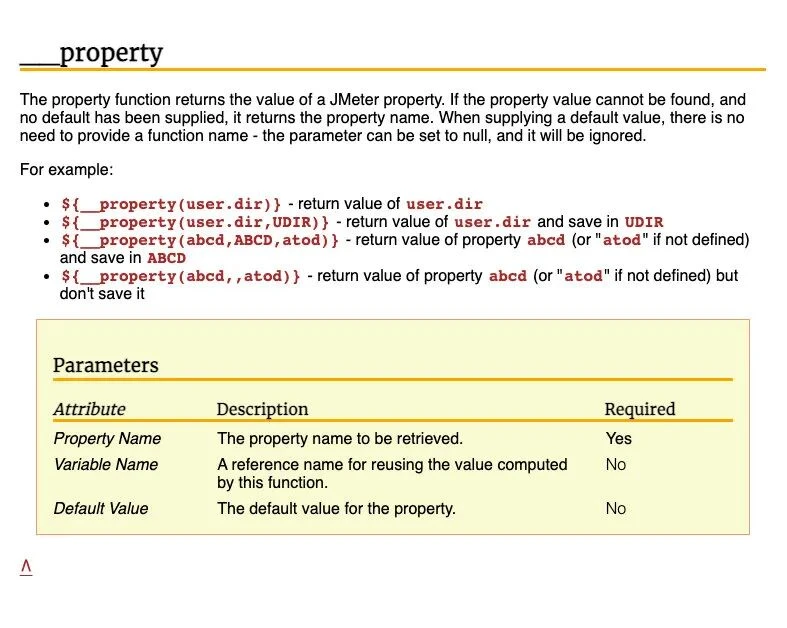 __property
The property function returns the value of a JMeter property. If the property value cannot be found, and
no default has been supplied, it returns the property name. When supplying a default value, there is no
need to provide a function name - the parameter can be set to null, and it will be ignored.
For example:
• ${__property(user.dir)} - return value of user.dir
• ${__property(user.dir,UDIR)} - return value of user.dir and save in UDIR
• ${__property(abcd,ABCD,atod)} - return value of property abcd (or "atod" if not defined)
and save in ABCD
• ${__property(abcd,,atod)} - return value of property abcd (or "atod" if not defined) but
don't save it
Parameters
Attribute Description Required
Property Name The property name to be retrieved. Yes
Variable Name A reference name for reusing the value computed No
by this function.
Default Value The default value for the property. No
^